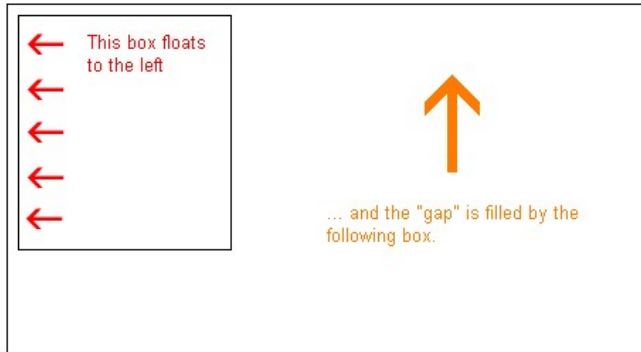 This box floats
to the left
... and the "gap" is filled by the
following box.